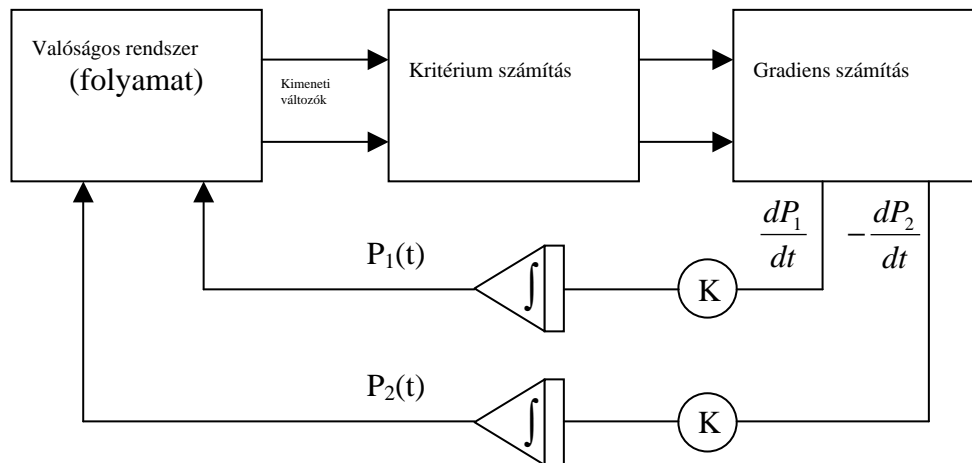 Valóságos rendszer
(folyamat)
Kimeneti
változók
Kritérium számítás
Gradiens számítás
dP₁/dt
−dP₂/dt
P₁(t)
∫
K
P₂(t)
∫
K